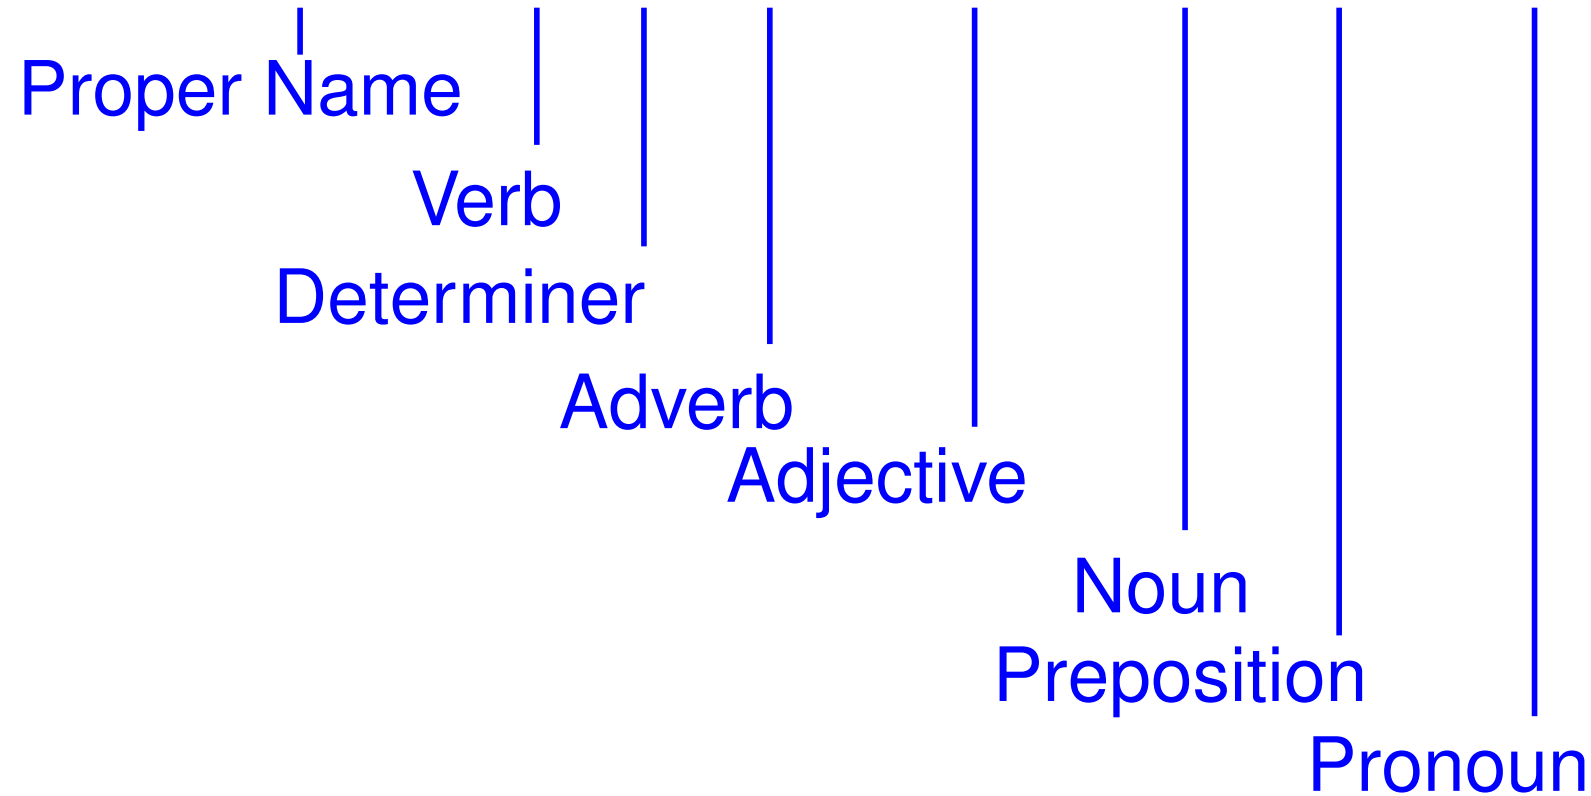 Proper Name
Verb
Determiner
Adverb
Adjective
Noun
Preposition
Pronoun